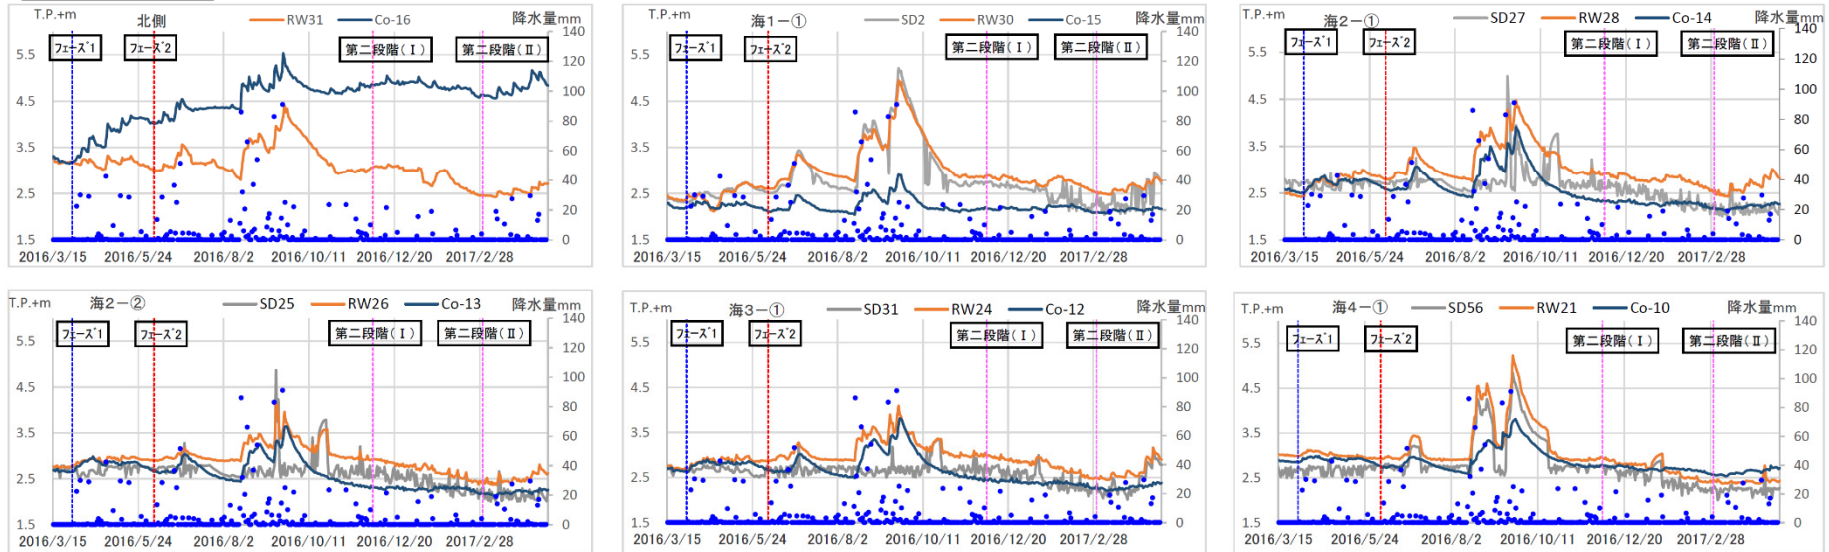 T.P.+m 北側 RW31 Co-16 降水量mm
ﾌｪｰｽﾞ1 ﾌｪｰｽﾞ2 第二段階(Ⅰ) 第二段階(Ⅱ)
5.5 4.5 3.5 2.5 1.5
140 120 100 80 60 40 20 0
2016/3/15 2016/5/24 2016/8/2 2016/10/11 2016/12/20 2017/2/28
T.P.+m 海1－① SD2 RW30 Co-15 降水量mm
ﾌｪｰｽﾞ1 ﾌｪｰｽﾞ2 第二段階(Ⅰ) 第二段階(Ⅱ)
5.5 4.5 3.5 2.5 1.5
140 120 100 80 60 40 20 0
2016/3/15 2016/5/24 2016/8/2 2016/10/11 2016/12/20 2017/2/28
T.P.+m 海2－① SD27 RW28 Co-14 降水量mm
ﾌｪｰｽﾞ1 ﾌｪｰｽﾞ2 第二段階(Ⅰ) 第二段階(Ⅱ)
5.5 4.5 3.5 2.5 1.5
140 120 100 80 60 40 20 0
2016/3/15 2016/5/24 2016/8/2 2016/10/11 2016/12/20 2017/2/28
T.P.+m 海2－② SD25 RW26 Co-13 降水量mm
ﾌｪｰｽﾞ1 ﾌｪｰｽﾞ2 第二段階(Ⅰ) 第二段階(Ⅱ)
5.5 4.5 3.5 2.5 1.5
140 120 100 80 60 40 20 0
2016/3/15 2016/5/24 2016/8/2 2016/10/11 2016/12/20 2017/2/28
T.P.+m 海3－① SD31 RW24 Co-12 降水量mm
ﾌｪｰｽﾞ1 ﾌｪｰｽﾞ2 第二段階(Ⅰ) 第二段階(Ⅱ)
5.5 4.5 3.5 2.5 1.5
140 120 100 80 60 40 20 0
2016/3/15 2016/5/24 2016/8/2 2016/10/11 2016/12/20 2017/2/28
T.P.+m 海4－① SD56 RW21 Co-10 降水量mm
ﾌｪｰｽﾞ1 ﾌｪｰｽﾞ2 第二段階(Ⅰ) 第二段階(Ⅱ)
5.5 4.5 3.5 2.5 1.5
140 120 100 80 60 40 20 0
2016/3/15 2016/5/24 2016/8/2 2016/10/11 2016/12/20 2017/2/28